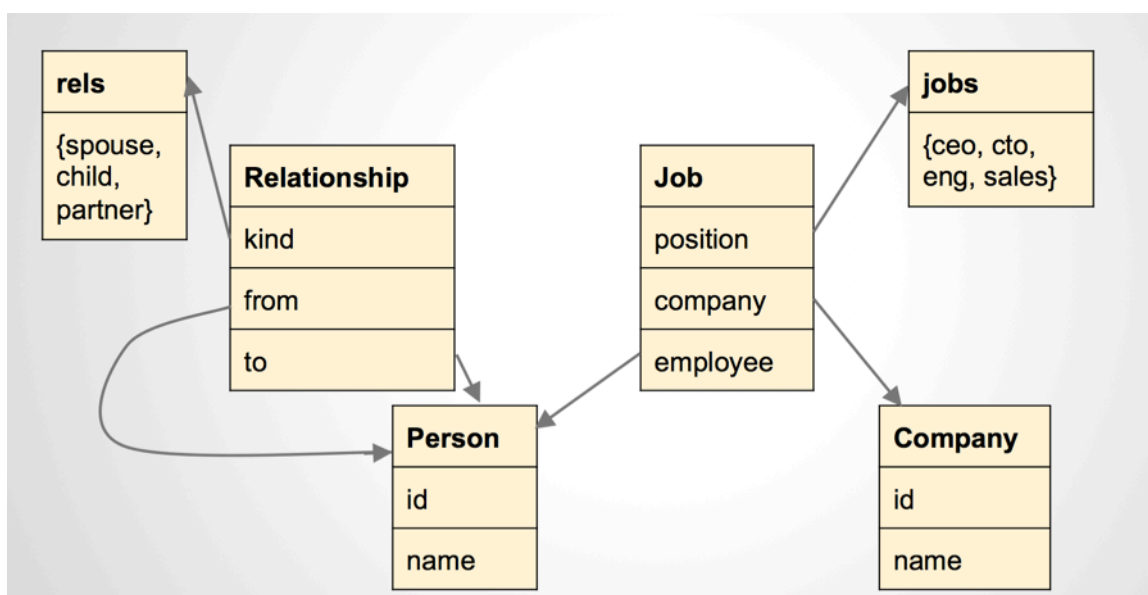 rels
{spouse,
child,
partner}
Relationship
kind
from
to
Job
position
company
employee
jobs
{ceo, cto,
eng, sales}
Person
id
name
Company
id
name